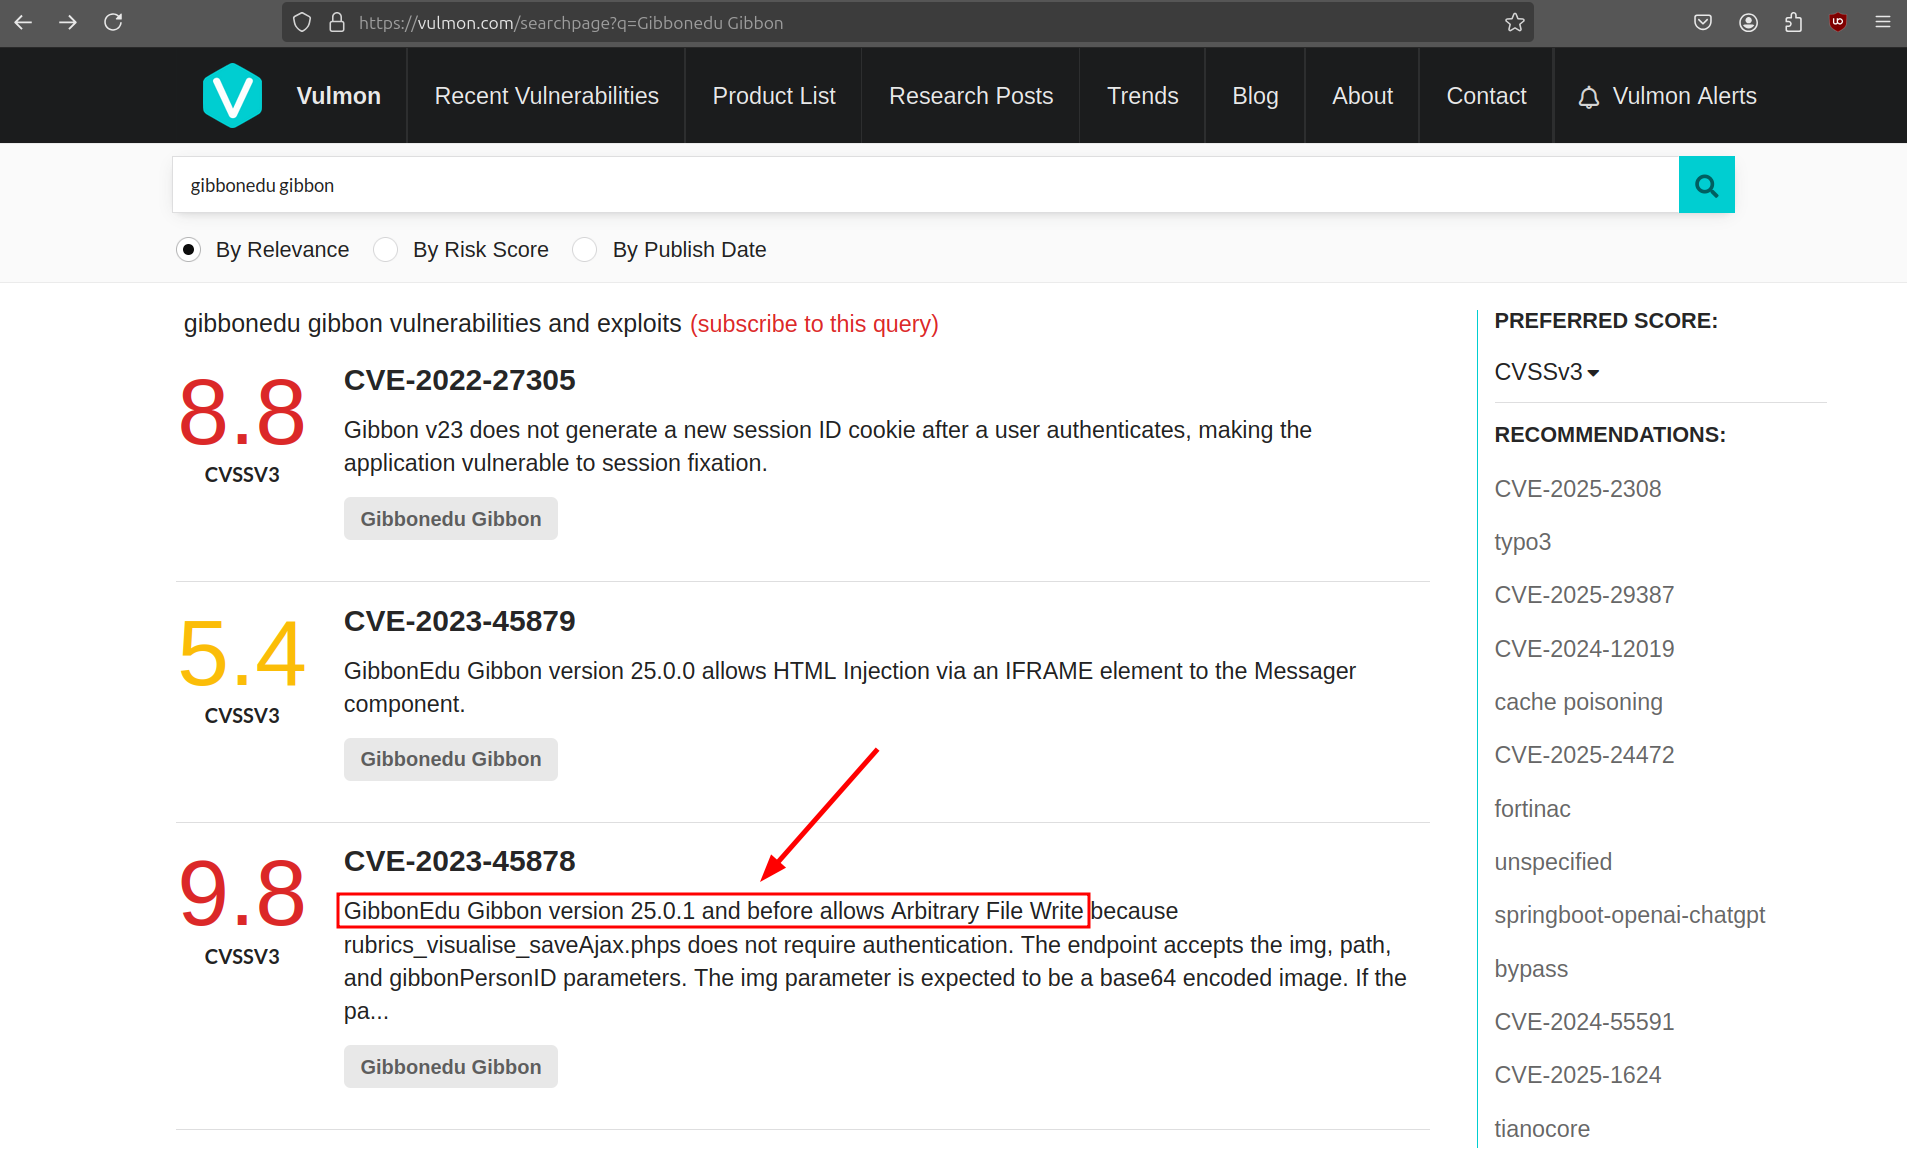 https://vulmon.com/searchpage?q=Gibbonedu Gibbon
Vulmon
Recent Vulnerabilities
Product List
Research Posts
Trends
Blog
About
Contact
Vulmon Alerts
gibbonedu gibbon
By Relevance
By Risk Score
By Publish Date
gibbonedu gibbon vulnerabilities and exploits (subscribe to this query)
8.8
CVSSV3
CVE-2022-27305
Gibbon v23 does not generate a new session ID cookie after a user authenticates, making the
application vulnerable to session fixation.
Gibbonedu Gibbon
5.4
CVSSV3
CVE-2023-45879
GibbonEdu Gibbon version 25.0.0 allows HTML Injection via an IFRAME element to the Messager
component.
Gibbonedu Gibbon
9.8
CVSSV3
CVE-2023-45878
GibbonEdu Gibbon version 25.0.1 and before allows Arbitrary File Write because
rubrics_visualise_saveAjax.phps does not require authentication. The endpoint accepts the img, path,
and gibbonPersonID parameters. The img parameter is expected to be a base64 encoded image. If the
pa...
Gibbonedu Gibbon
PREFERRED SCORE:
CVSSv3
RECOMMENDATIONS:
CVE-2025-2308
typo3
CVE-2025-29387
CVE-2024-12019
cache poisoning
CVE-2025-24472
fortinac
unspecified
springboot-openai-chatgpt
bypass
CVE-2024-55591
CVE-2025-1624
tianocore